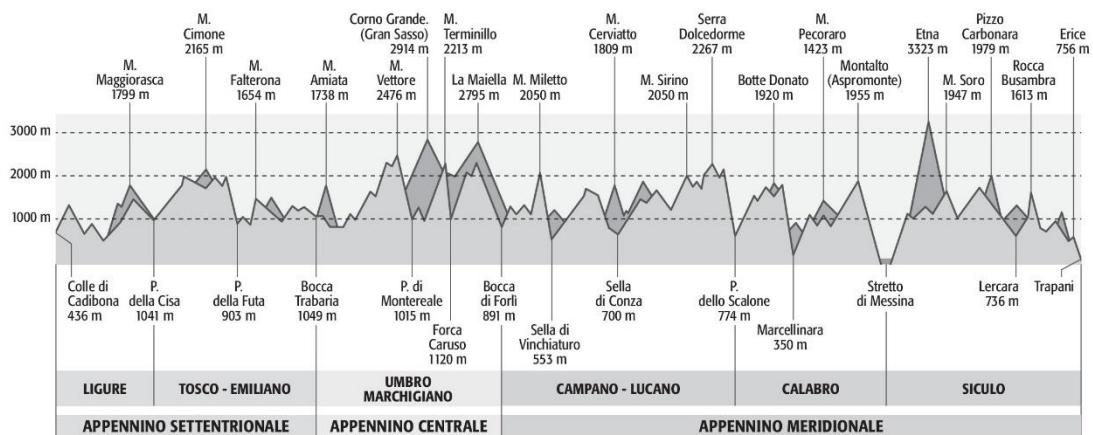 M.
Cimone
2165 m
Corno Grande.
(Gran Sasso)
2914 m
M.
Terminillo
2213 m
M.
Cerviatto
1809 m
Serra
Dolcedorme
2267 m
M.
Pecoraro
1423 m
Etna
3323 m
Pizzo
Carbonara
1979 m
Erice
756 m
M.
Maggiorasca
1799 m
M.
Falterona
1654 m
M.
Amiata
1738 m
M.
Vettore
2476 m
La Maiella
2795 m
M. Miletto
2050 m
M. Sirino
2050 m
Botte Donato
1920 m
Montalto
(Aspromonte)
1955 m
M. Soro
1947 m
Rocca
Busambra
1613 m
3000 m
2000 m
1000 m
Colle di
Cadibona
436 m
P.
della Cisa
1041 m
P.
della Futa
903 m
Bocca
Trabaria
1049 m
P. di
Montereale
1015 m
Forca
Caruso
1120 m
Bocca
di Forlì
891 m
Sella di
Vinchiaturo
553 m
Sella
di Conza
700 m
P.
dello Scalone
774 m
Marcellinara
350 m
Stretto
di Messina
Lercara
736 m
Trapani
LIGURE
TOSCO - EMILIANO
UMBRO
MARCHIGIANO
CAMPANO - LUCANO
CALABRO
SICULO
APPENNINO SETTENTRIONALE
APPENNINO CENTRALE
APPENNINO MERIDIONALE